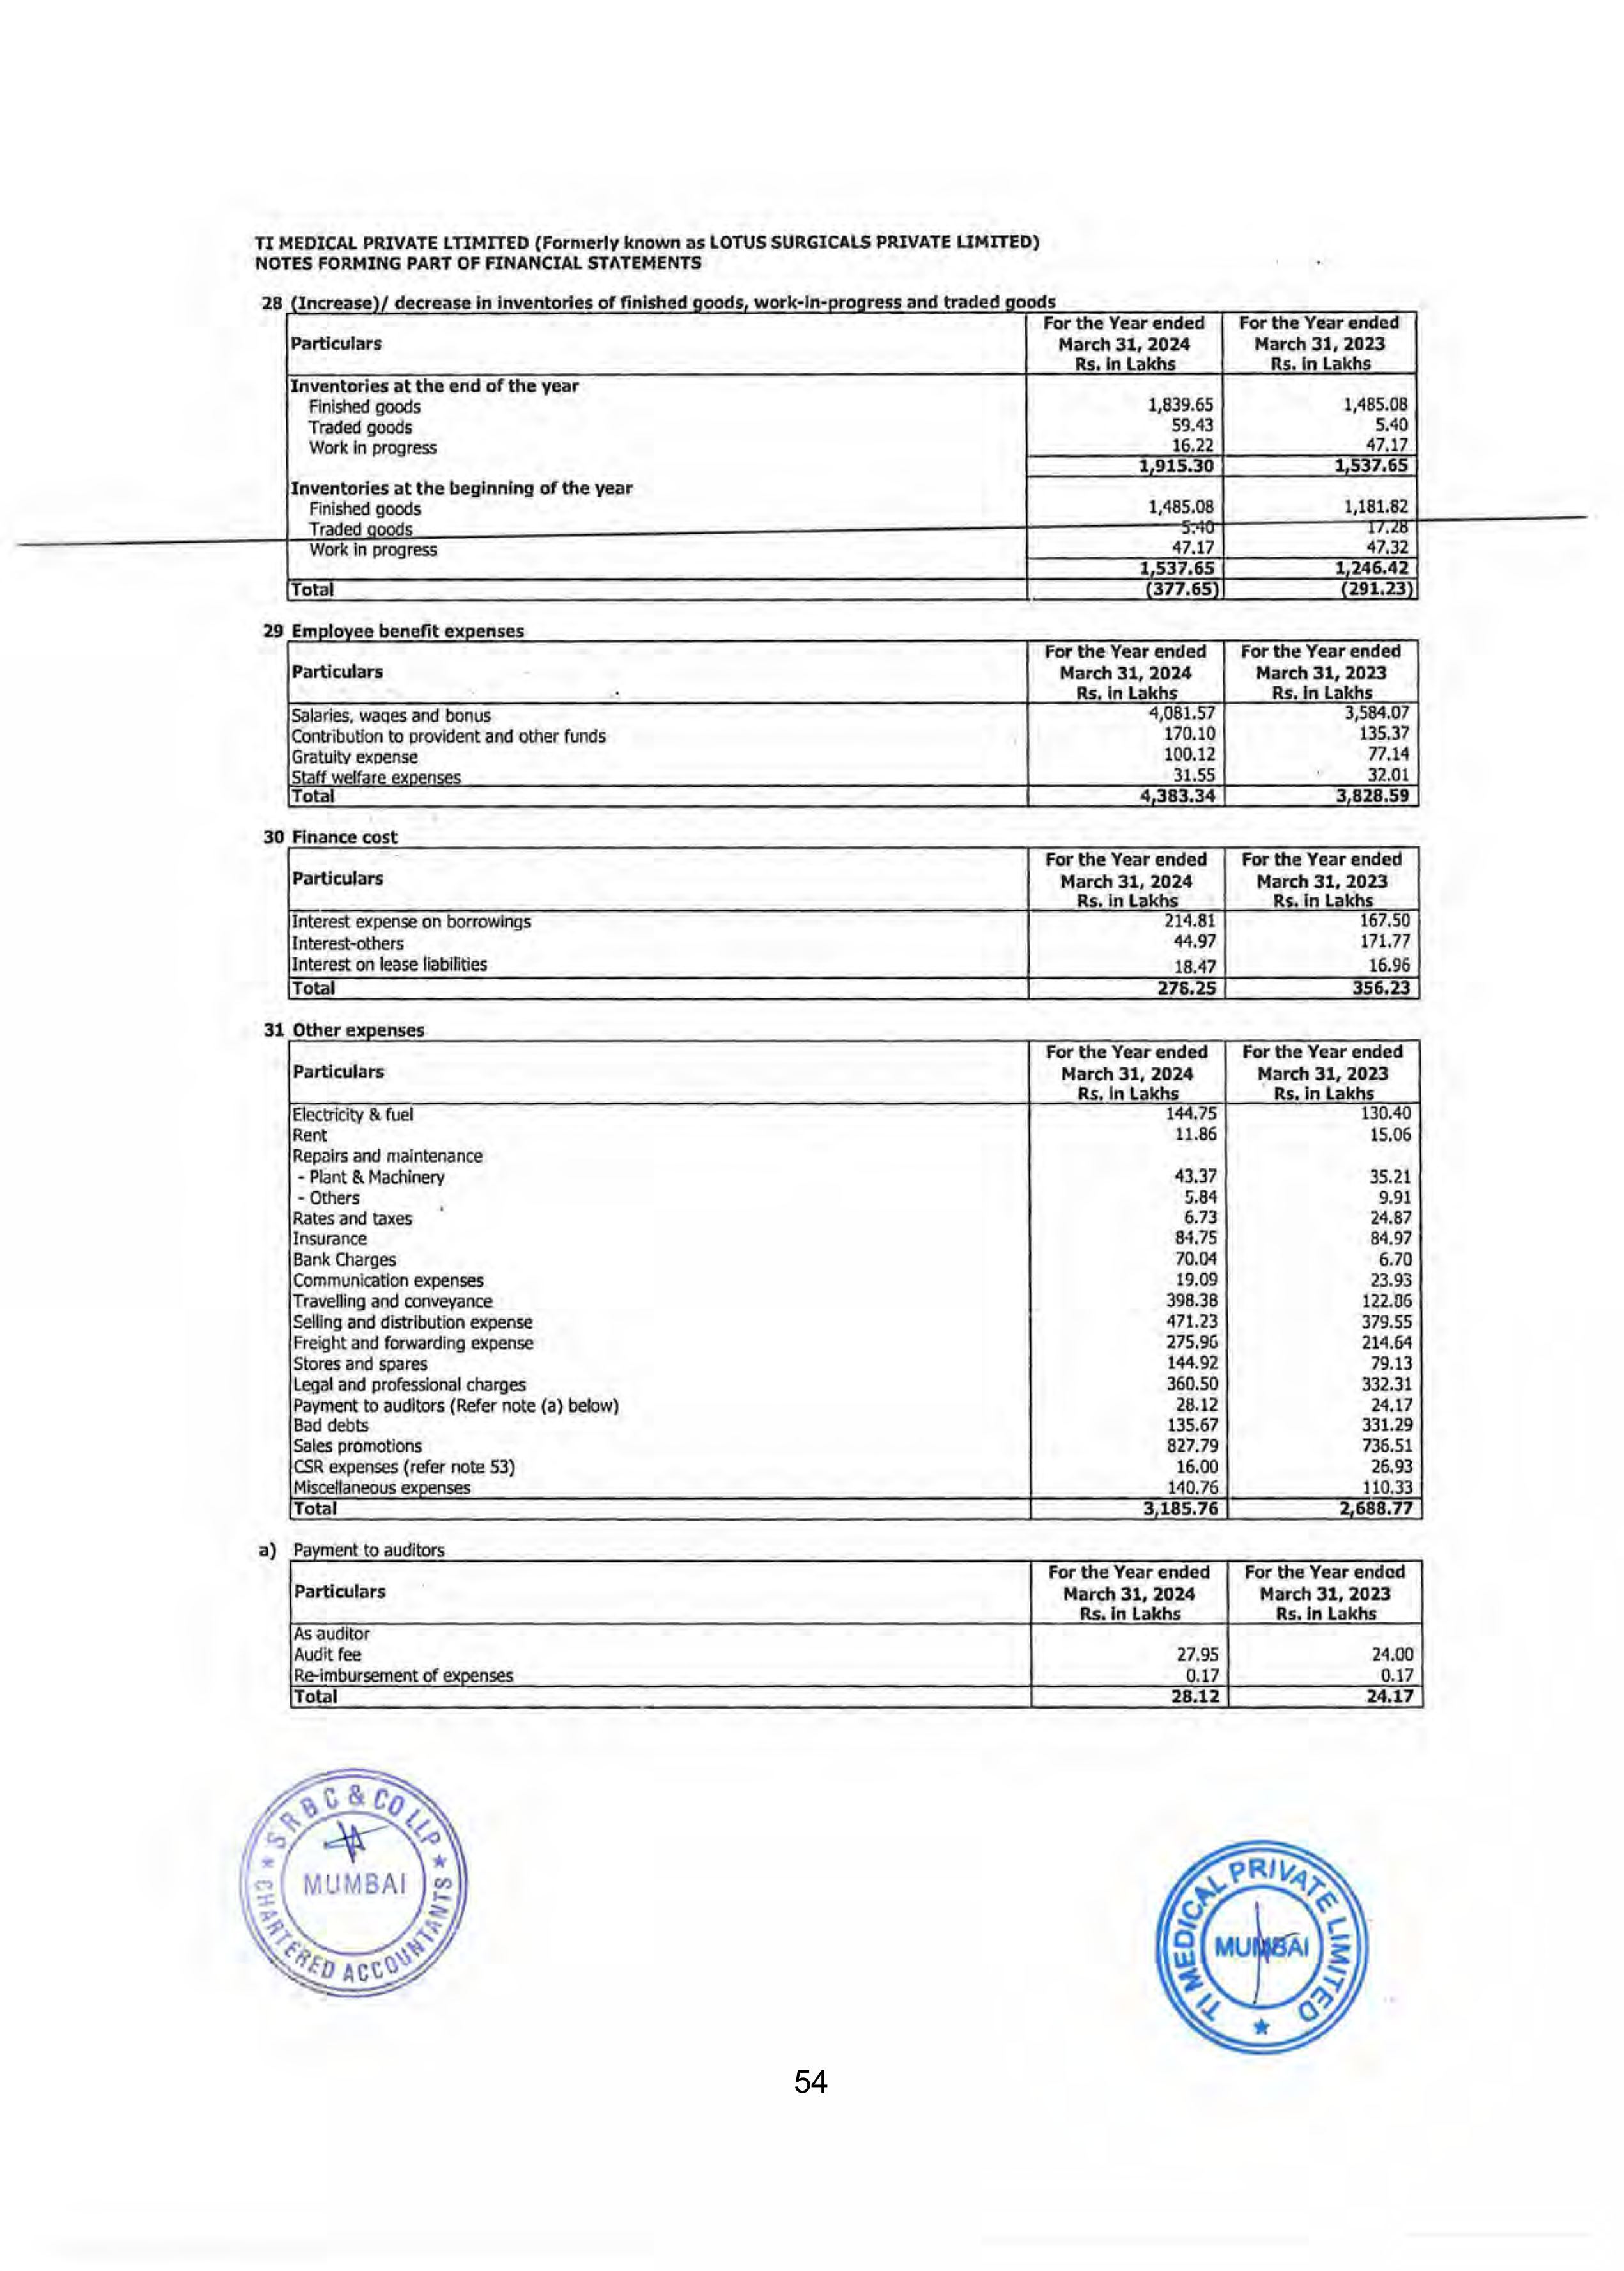 TI MEDICAL PRIVATE LTIMITED (Formerly known as LOTUS SURGICALS PRIVATE LIMITED)
NOTES FORMING PART OF FINANCIAL STATEMENTS
28 (Increase)/ decrease in inventories of finished goods, work-in-progress and traded goods
Particulars For the Year ended March 31, 2024 Rs. in Lakhs For the Year ended March 31, 2023 Rs. in Lakhs
Inventories at the end of the year
Finished goods 1,839.65 1,485.08
Traded goods 59.43 5.40
Work in progress 16.22 47.17
1,915.30 1,537.65
Inventories at the beginning of the year
Finished goods 1,485.08 1,181.82
Traded goods 5.40 17.28
Work in progress 47.17 47.32
1,537.65 1,246.42
Total (377.65) (291.23)
29 Employee benefit expenses
Particulars For the Year ended March 31, 2024 Rs. in Lakhs For the Year ended March 31, 2023 Rs. in Lakhs
Salaries, wages and bonus 4,081.57 3,584.07
Contribution to provident and other funds 170.10 135.37
Gratuity expense 100.12 77.14
Staff welfare expenses 31.55 32.01
Total 4,383.34 3,828.59
30 Finance cost
Particulars For the Year ended March 31, 2024 Rs. in Lakhs For the Year ended March 31, 2023 Rs. in Lakhs
Interest expense on borrowings 214.81 167.50
Interest-others 44.97 171.77
Interest on lease liabilities 18.47 16.96
Total 278.25 356.23
31 Other expenses
Particulars For the Year ended March 31, 2024 Rs. in Lakhs For the Year ended March 31, 2023 Rs. in Lakhs
Electricity & fuel 144.75 130.40
Rent 11.86 15.06
Repairs and maintenance
- Plant & Machinery 43.37 35.21
- Others 5.84 9.91
Rates and taxes 6.73 24.87
Insurance 84.75 84.97
Bank Charges 70.04 6.70
Communication expenses 19.09 23.93
Travelling and conveyance 398.38 122.86
Selling and distribution expense 471.23 379.55
Freight and forwarding expense 275.96 214.64
Stores and spares 144.92 79.13
Legal and professional charges 360.50 332.31
Payment to auditors (Refer note (a) below) 28.12 24.17
Bad debts 135.67 331.29
Sales promotions 827.79 736.51
CSR expenses (refer note 53) 16.00 26.93
Miscellaneous expenses 140.76 110.33
Total 3,185.76 2,688.77
a) Payment to auditors
Particulars For the Year ended March 31, 2024 Rs. in Lakhs For the Year ended March 31, 2023 Rs. in Lakhs
As auditor
Audit fee 27.95 24.00
Re-imbursement of expenses 0.17 0.17
Total 28.12 24.17
SRBC & CO LLP
MUMBAI
CHARTERED ACCOUNTANTS
TI MEDICAL PRIVATE LIMITED
MUMBAI
54